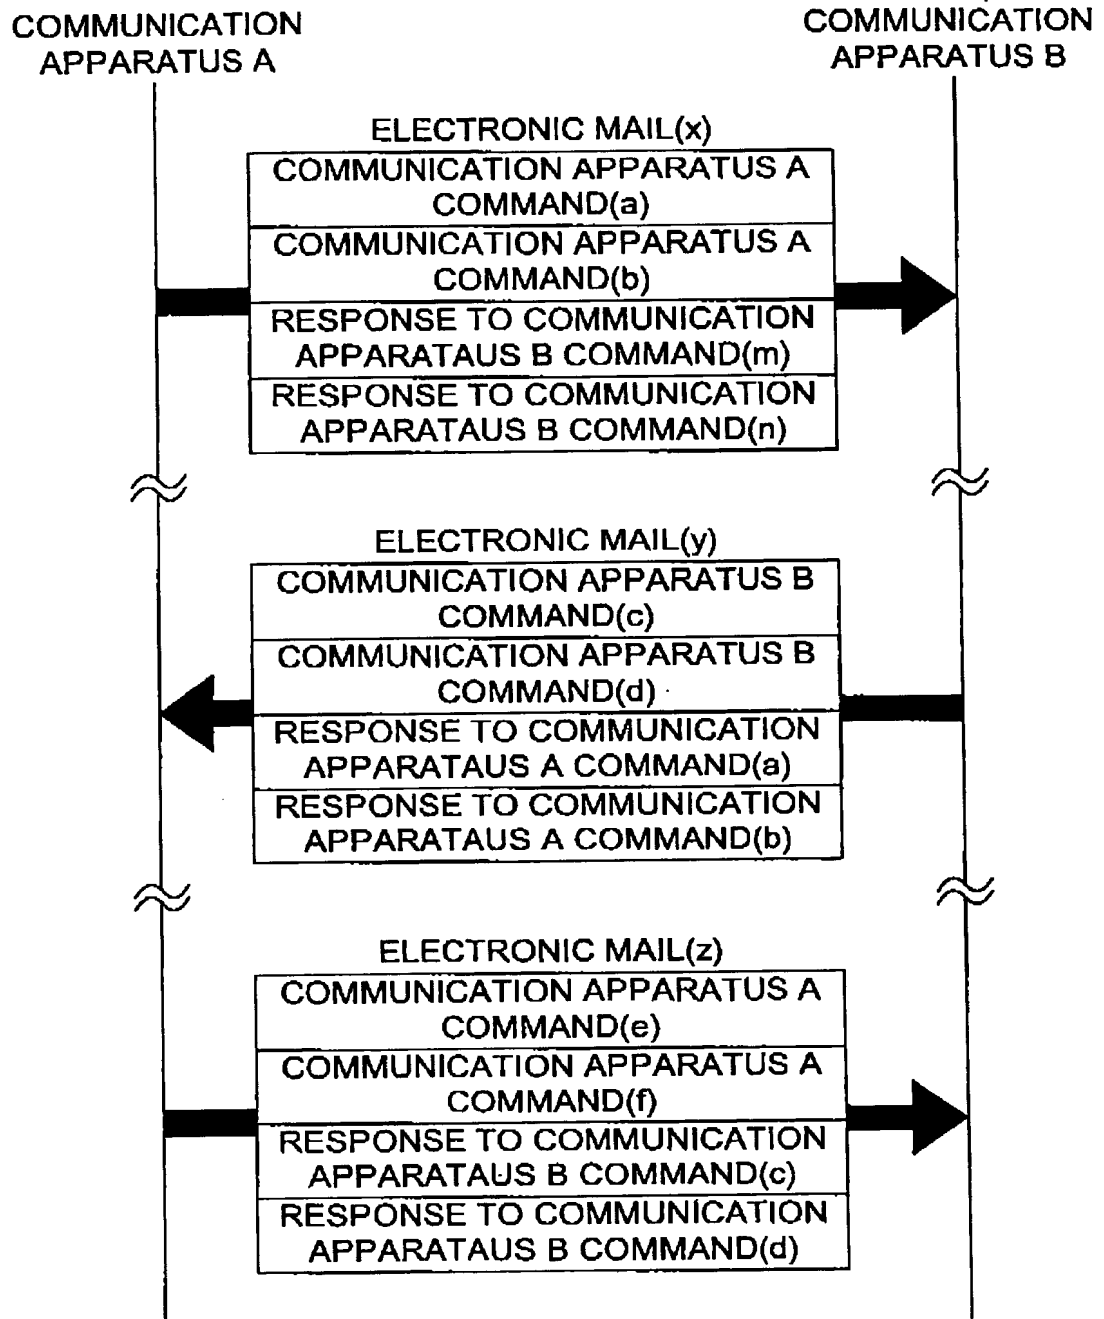 COMMUNICATION
APPARATUS A
COMMUNICATION
APPARATUS B
ELECTRONIC MAIL(x)
COMMUNICATION APPARATUS A
COMMAND(a)
COMMUNICATION APPARATUS A
COMMAND(b)
RESPONSE TO COMMUNICATION
APPARATAUS B COMMAND(m)
RESPONSE TO COMMUNICATION
APPARATAUS B COMMAND(n)
ELECTRONIC MAIL(y)
COMMUNICATION APPARATUS B
COMMAND(c)
COMMUNICATION APPARATUS B
COMMAND(d)
RESPONSE TO COMMUNICATION
APPARATAUS A COMMAND(a)
RESPONSE TO COMMUNICATION
APPARATAUS A COMMAND(b)
ELECTRONIC MAIL(z)
COMMUNICATION APPARATUS A
COMMAND(e)
COMMUNICATION APPARATUS A
COMMAND(f)
RESPONSE TO COMMUNICATION
APPARATAUS B COMMAND(c)
RESPONSE TO COMMUNICATION
APPARATAUS B COMMAND(d)